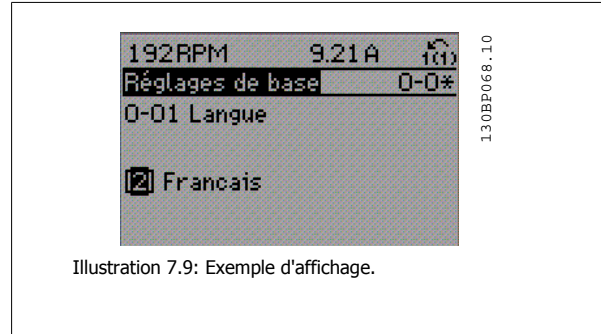 192RPM 9.21A 1(1)
Réglages de base 0-0*
0-01 Langue
[2] Francais
130BP068.10
Illustration 7.9: Exemple d'affichage.